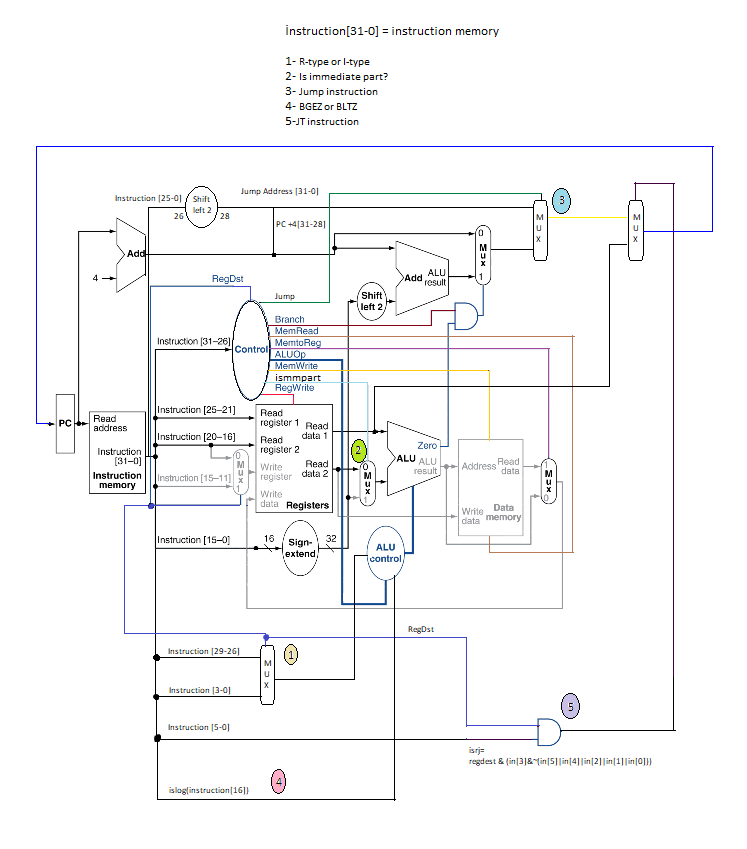 İnstruction[31-0] = instruction memory
1- R-type or I-type
2- Is immediate part?
3- Jump instruction
4- BGEZ or BLTZ
5-JT instruction
Instruction [25-0]
Shift
left 2
26
28
Jump Address [31-0]
3
M
U
X
M
U
X
PC +4[31-28]
Add
4
0
M
u
x
1
Add
ALU
result
Shift
left 2
RegDst
Jump
Branch
MemRead
MemtoReg
ALUOp
MemWrite
ismmpart
RegWrite
Control
Instruction [31–26]
PC
Read
address
Instruction
[31–0]
Instruction
memory
Instruction [25–21]
Instruction [20–16]
Instruction [15–11]
0
M
u
x
1
Read
register 1
Read
register 2
Write
register
Write
data
Read
data 1
Read
data 2
Registers
2
0
M
u
x
1
Zero
ALU
ALU
result
Address
Read
data
Write
data
Data
memory
1
M
u
x
0
Instruction [15–0]
16
Sign-
extend
32
ALU
control
RegDst
Instruction [29-26]
M
U
X
1
Instruction [3-0]
Instruction [5-0]
5
isrj=
regdest & (in[3]&~(in[5]|in[4]|in[2]|in[1]|in[0]))
islog(instruction[16])
4